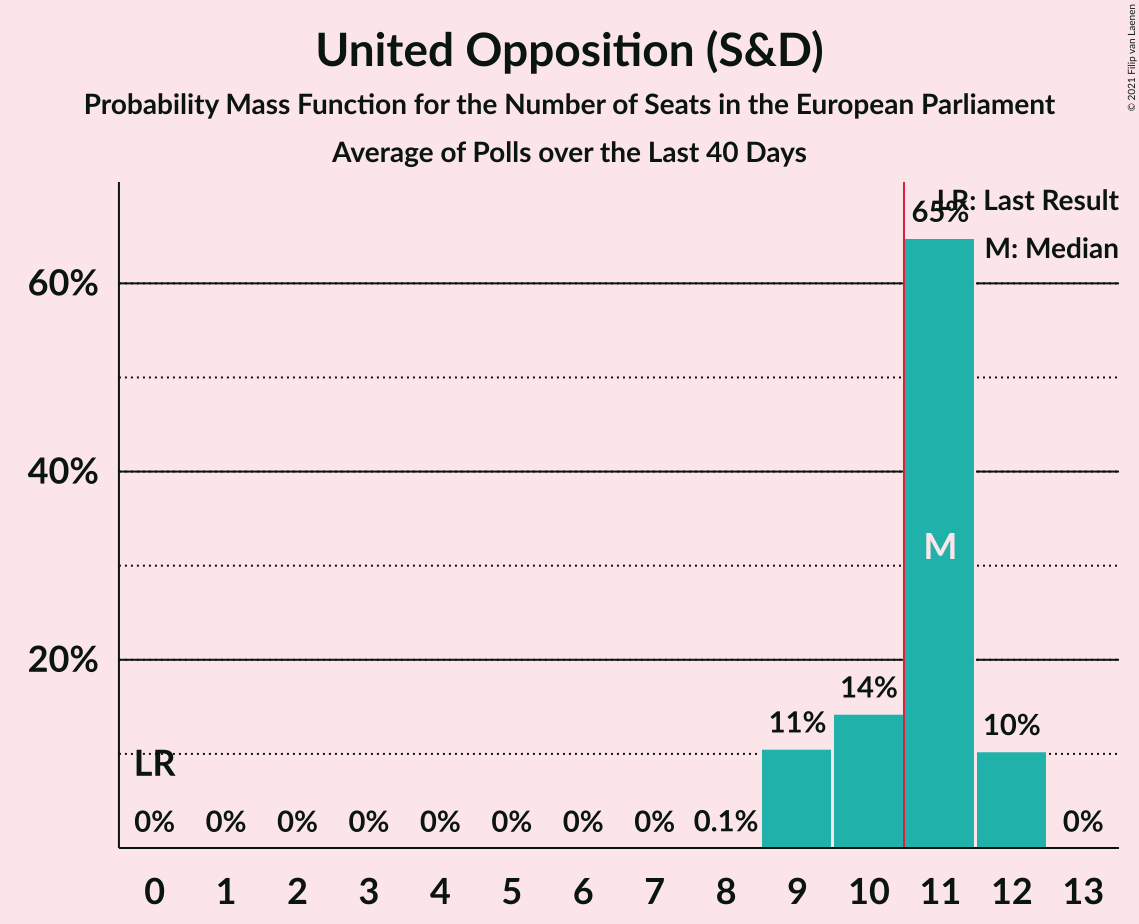 United Opposition (S&D)
Probability Mass Function for the Number of Seats in the European Parliament
Average of Polls over the Last 40 Days
© 2021 Filip van Laenen
LR: Last Result
M: Median
65%
60%
40%
M
20%
14%
11%
10%
LR
0% 0% 0% 0% 0% 0% 0% 0% 0.1% 0%
0 1 2 3 4 5 6 7 8 9 10 11 12 13